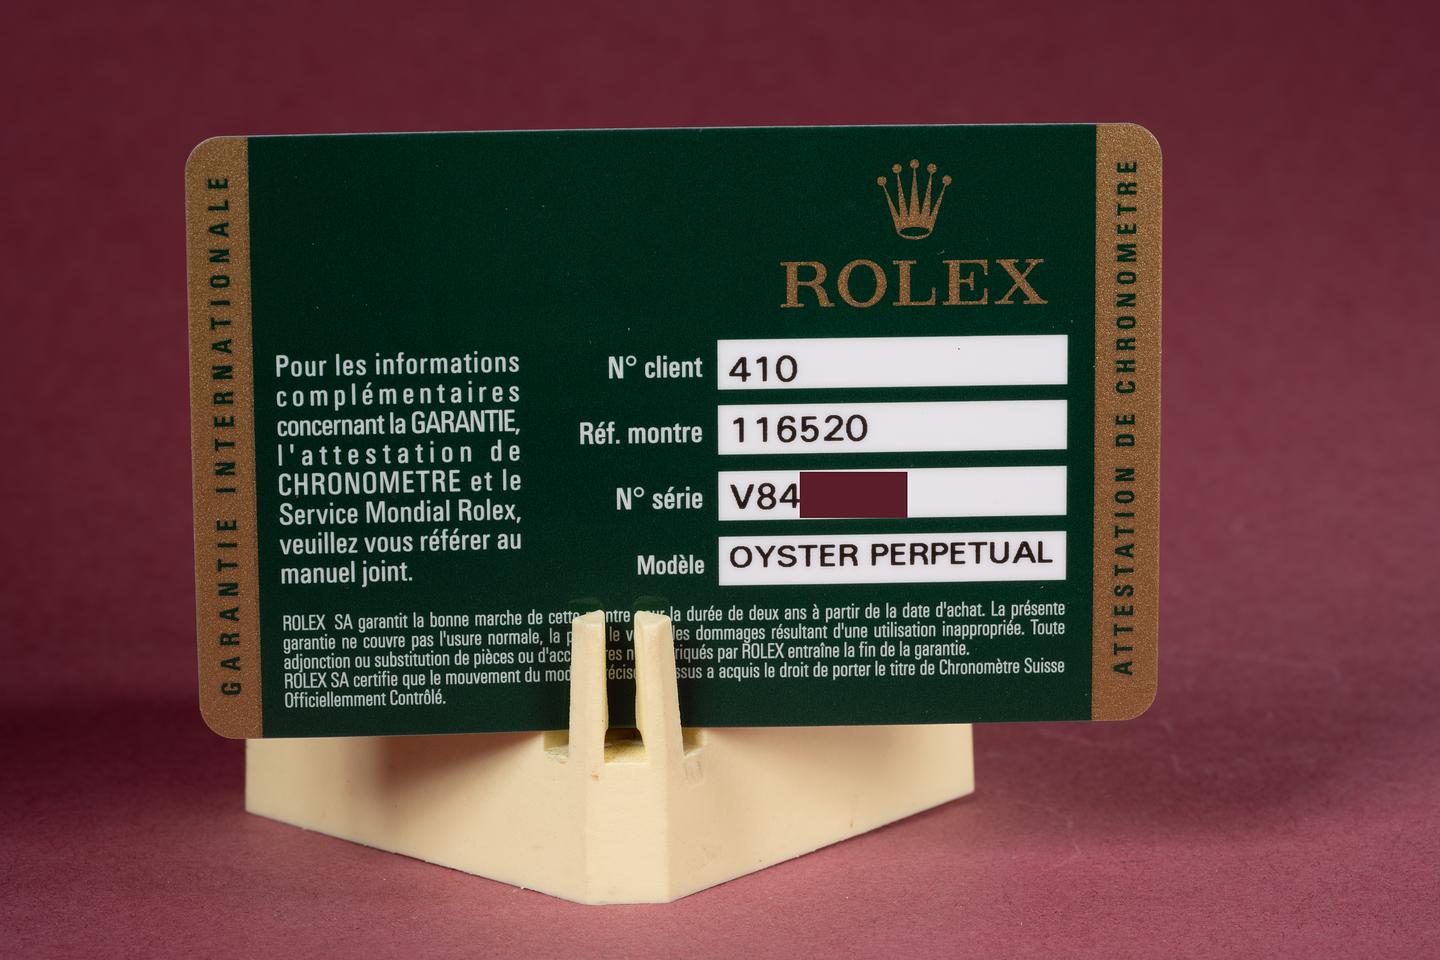 GARANTIE INTERNATIONALE
ROLEX
Pour les informations
complémentaires
concernant la GARANTIE,
l'attestation de
CHRONOMETRE et le
Service Mondial Rolex,
veuillez vous référer au
manuel joint.
N° client 410
Réf. montre 116520
N° série V84
Modèle OYSTER PERPETUAL
ROLEX SA garantit la bonne marche de cette montre pour la durée de deux ans à partir de la date d'achat. La présente
garantie ne couvre pas l'usure normale, la le les dommages résultant d'une utilisation inappropriée. Toute
adjonction ou substitution de pièces ou par ROLEX entraîne la fin de la garantie.
ROLEX SA certifie que le mouvement du a acquis le droit de porter le titre de Chronomètre Suisse
Officiellemment Contrôlé.
ATTESTATION DE CHRONOMETRE